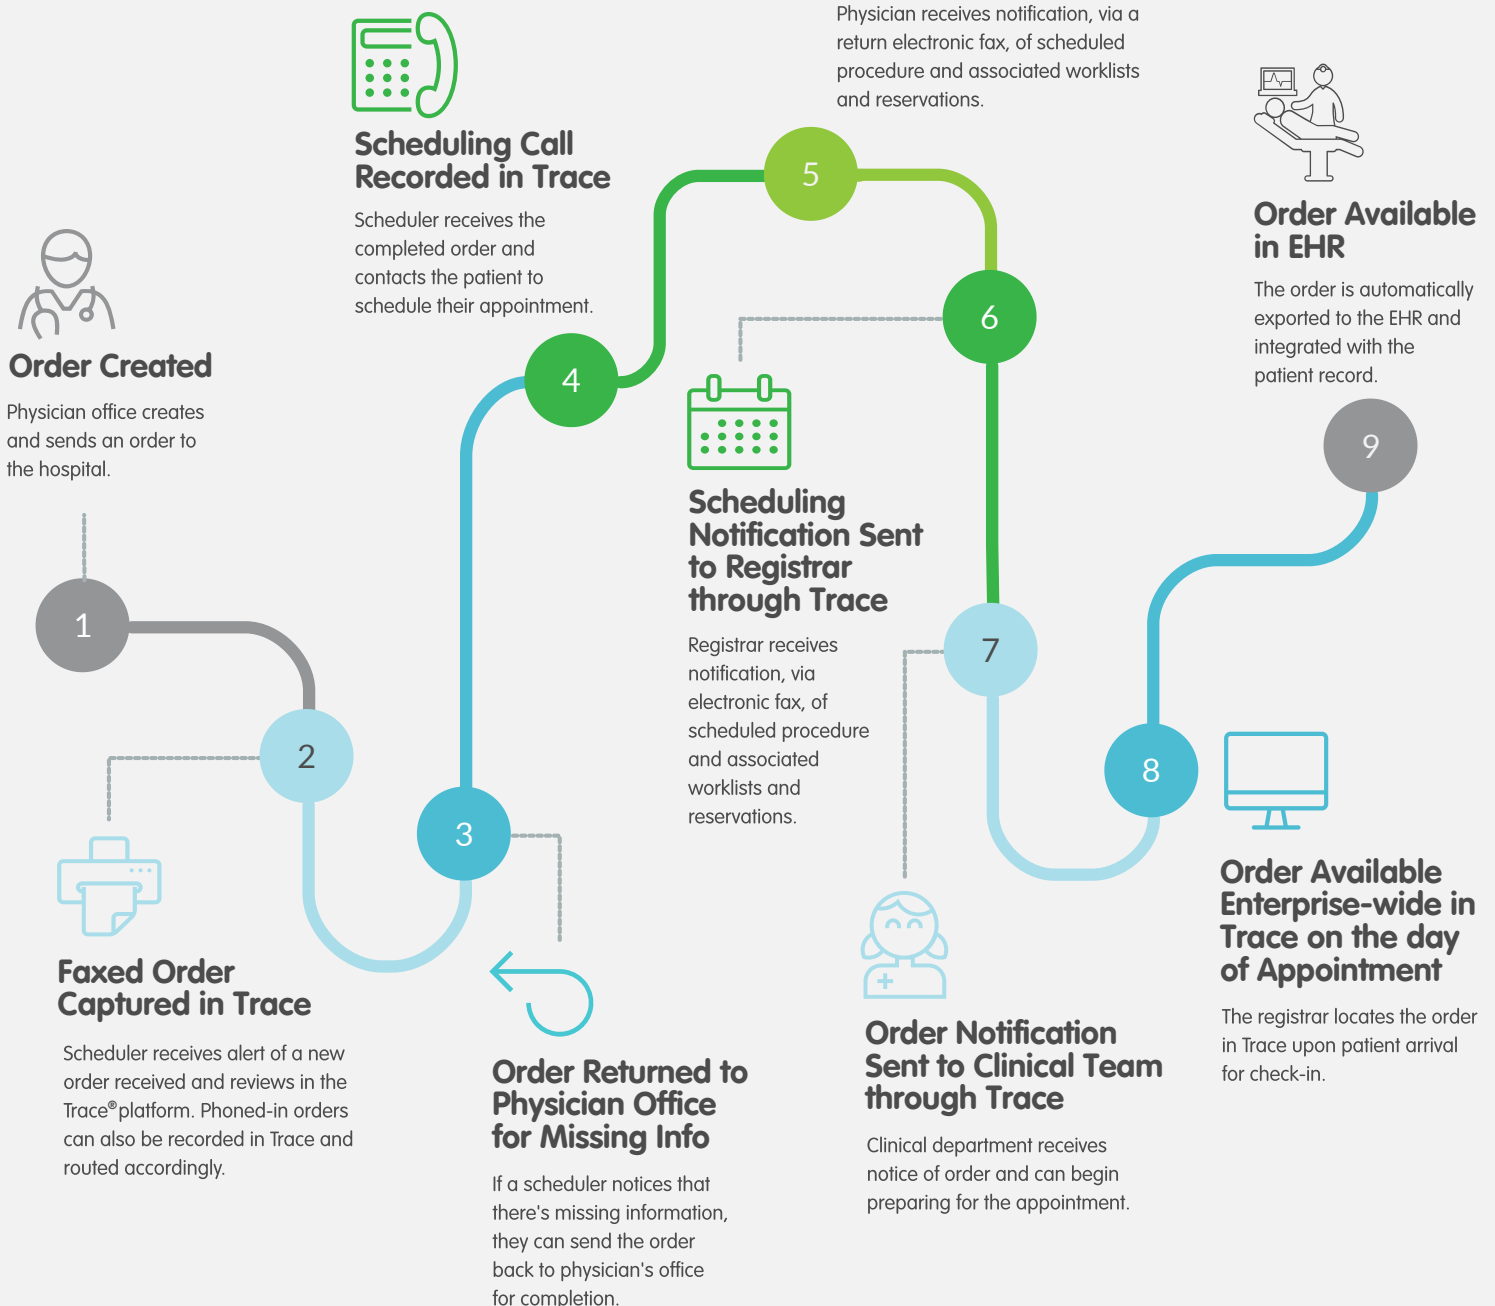 1
Order Created
Physician office creates
and sends an order to
the hospital.
2
Faxed Order
Captured in Trace
Scheduler receives alert of a new
order received and reviews in the
Trace® platform. Phoned-in orders
can also be recorded in Trace and
routed accordingly.
3
Order Returned to
Physician Office
for Missing Info
If a scheduler notices that
there's missing information,
they can send the order
back to physician's office
for completion.
4
Scheduling Call
Recorded in Trace
Scheduler receives the
completed order and
contacts the patient to
schedule their appointment.
5
Physician receives notification, via a
return electronic fax, of scheduled
procedure and associated worklists
and reservations.
6
Scheduling
Notification Sent
to Registrar
through Trace
Registrar receives
notification, via
electronic fax, of
scheduled procedure
and associated
worklists and
reservations.
7
Order Notification
Sent to Clinical Team
through Trace
Clinical department receives
notice of order and can begin
preparing for the appointment.
8
Order Available
Enterprise-wide in
Trace on the day
of Appointment
The registrar locates the order
in Trace upon patient arrival
for check-in.
9
Order Available
in EHR
The order is automatically
exported to the EHR and
integrated with the
patient record.